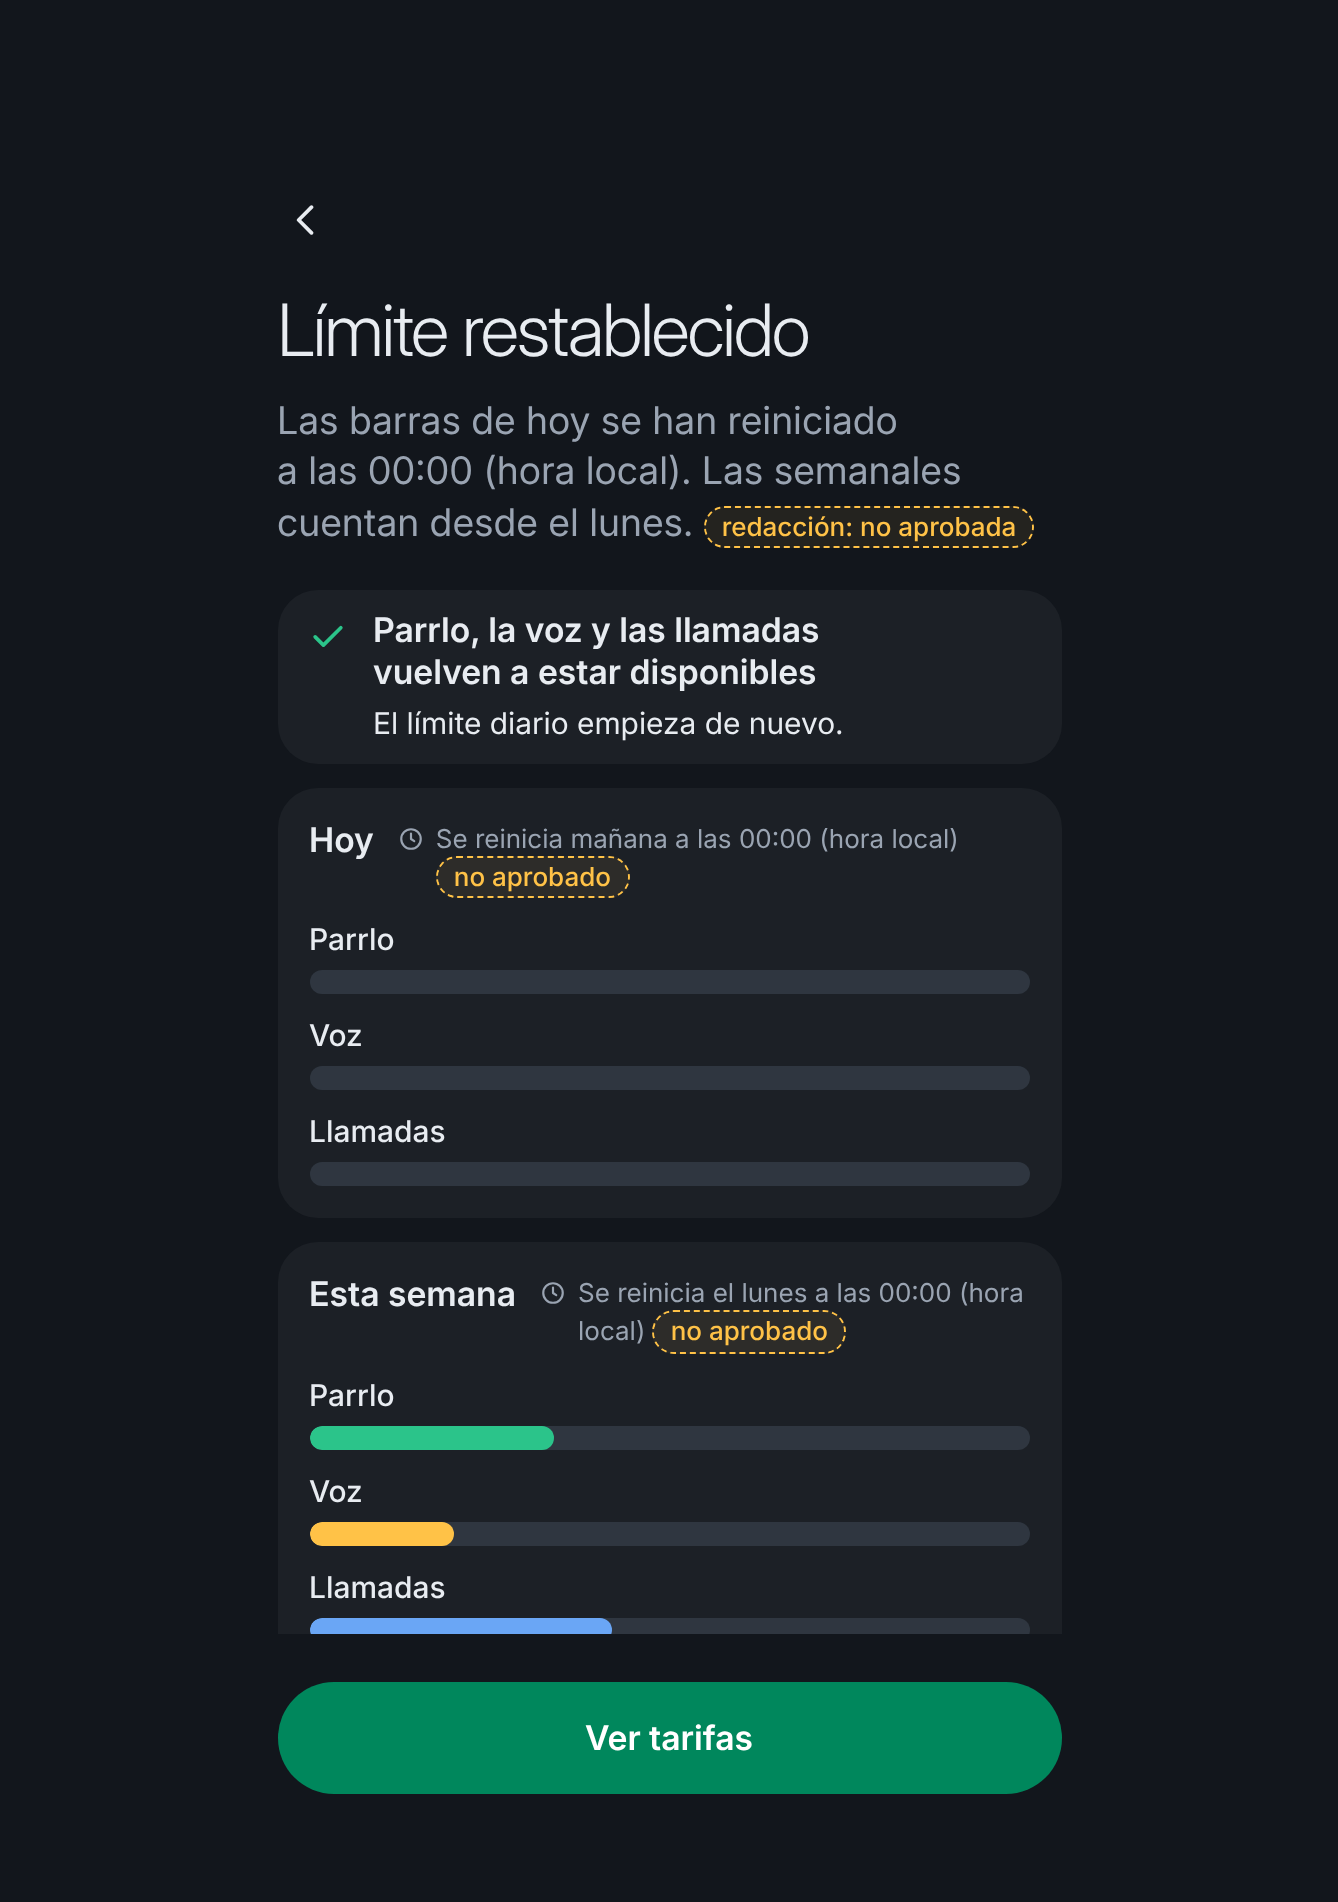 Límite restablecido
Las barras de hoy se han reiniciado
a las 00:00 (hora local). Las semanales
cuentan desde el lunes. redacción: no aprobada
Parrlo, la voz y las llamadas
vuelven a estar disponibles
El límite diario empieza de nuevo.
Hoy Se reinicia mañana a las 00:00 (hora local)
no aprobado
Parrlo
Voz
Llamadas
Esta semana Se reinicia el lunes a las 00:00 (hora
local) no aprobado
Parrlo
Voz
Llamadas
Ver tarifas